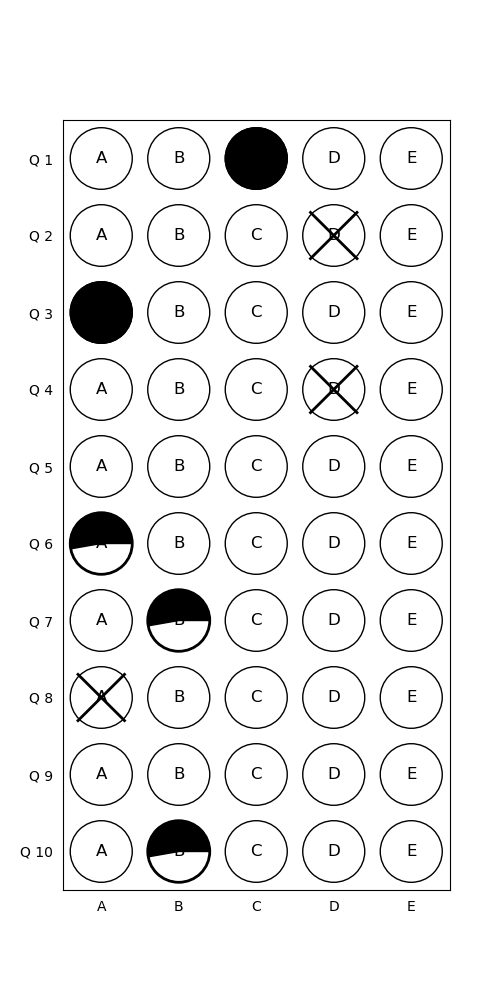 Q 1 A B D E
Q 2 A B C D E
Q 3 B C D E
Q 4 A B C D E
Q 5 A B C D E
Q 6 A B C D E
Q 7 A B C D E
Q 8 A B C D E
Q 9 A B C D E
Q 10 A B C D E
A B C D E